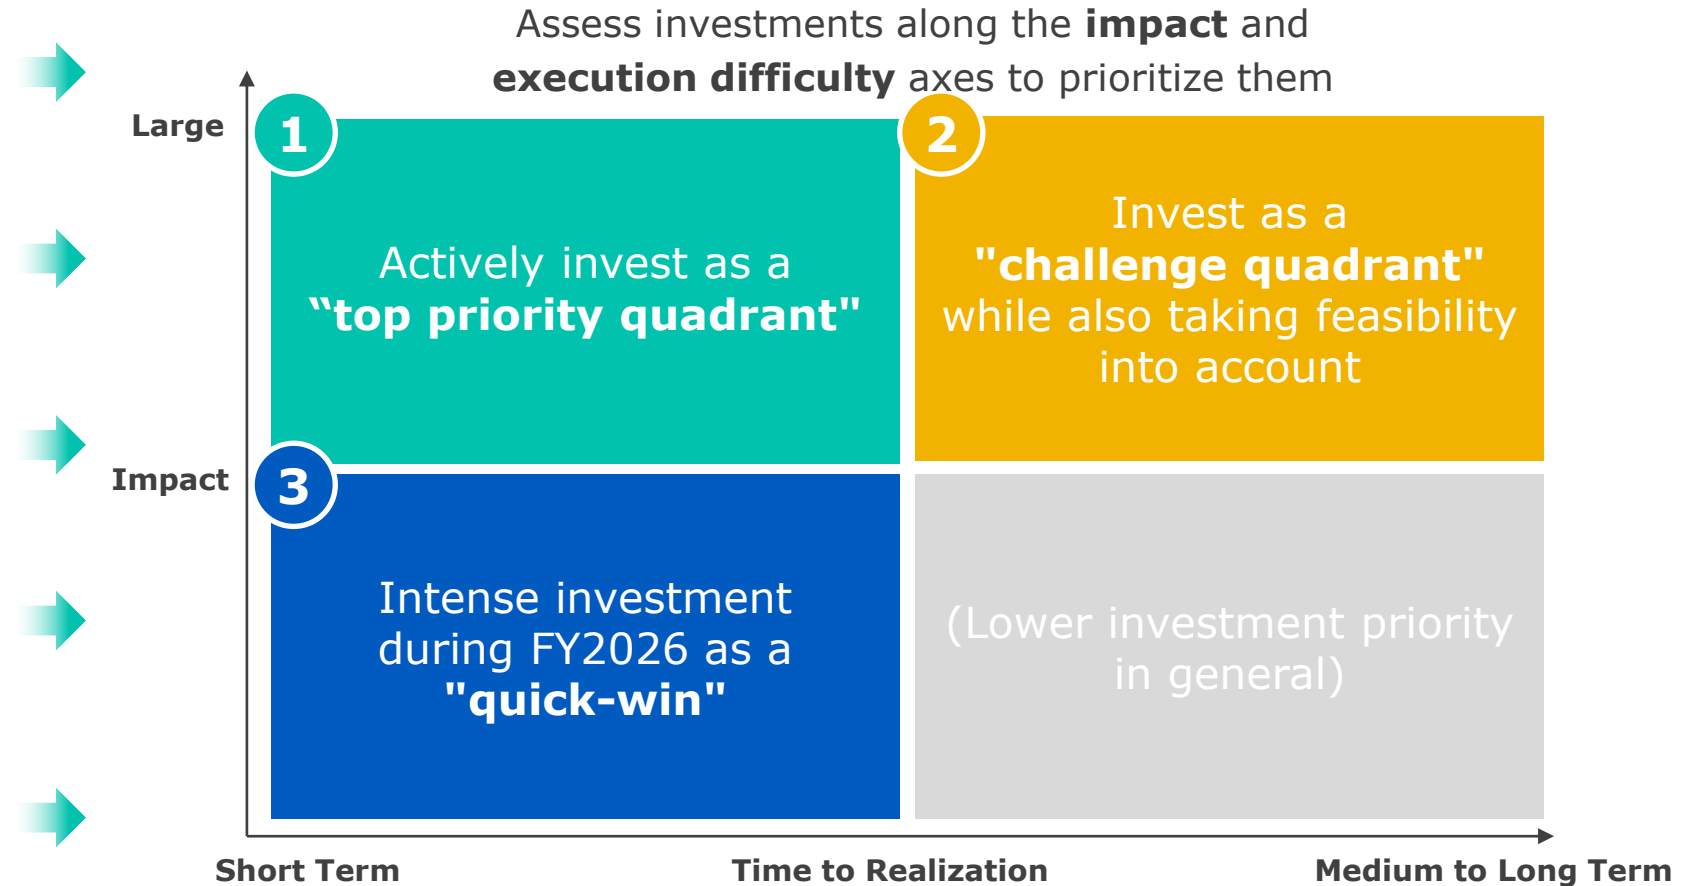 Assess investments along the impact and
execution difficulty axes to prioritize them
Large
1
2
Actively invest as a
“top priority quadrant"
Invest as a
"challenge quadrant"
while also taking feasibility
into account
Impact
3
Intense investment
during FY2026 as a
"quick-win"
(Lower investment priority
in general)
Short Term
Time to Realization
Medium to Long Term